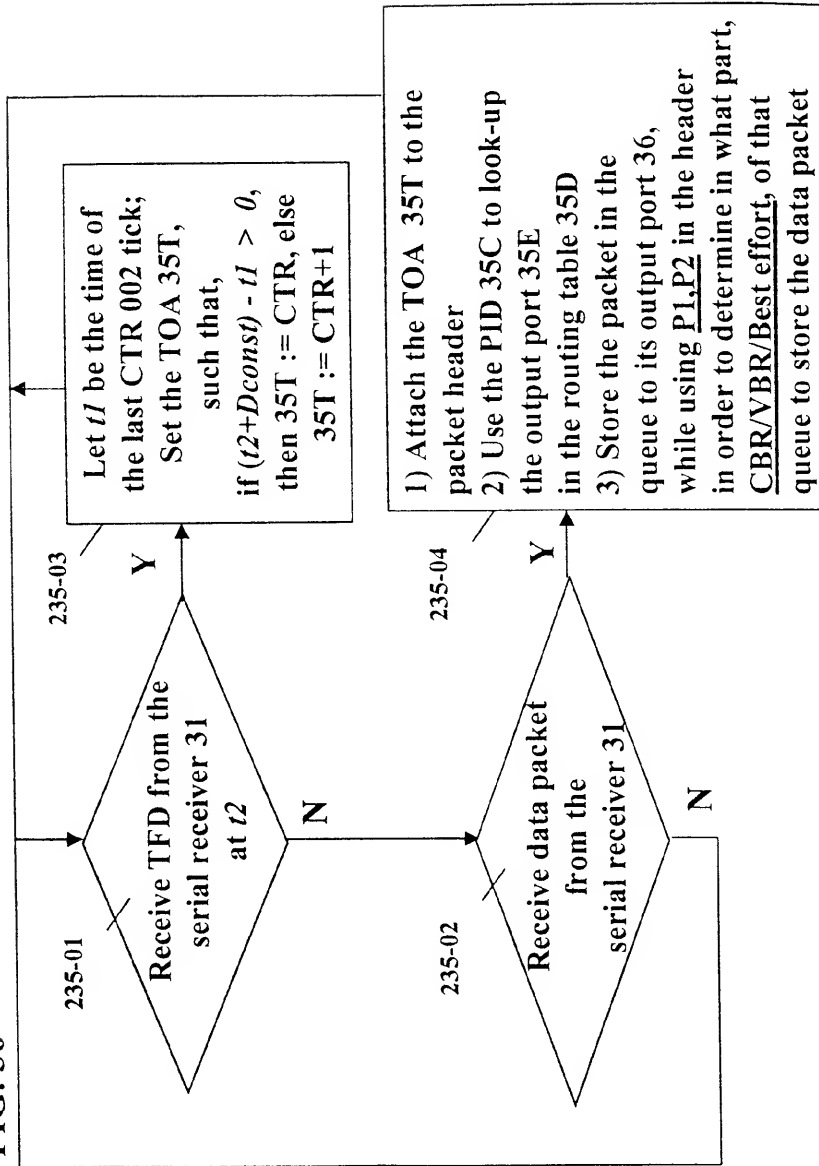 235-01
Receive TFD from the
serial receiver 31
at t2
Y
N
235-03
Let t1 be the time of
the last CTR 002 tick;
Set the TOA 35T,
such that,
if (t2+Dconst) - t1 > 0,
then 35T := CTR, else
35T := CTR+1
235-02
Receive data packet
from the
serial receiver 31
Y
N
235-04
1) Attach the TOA 35T to the
packet header
2) Use the PID 35C to look-up
the output port 35E
in the routing table 35D
3) Store the packet in the
queue to its output port 36,
while using P1,P2 in the header
in order to determine in what part,
CBR/VBR/Best effort, of that
queue to store the data packet